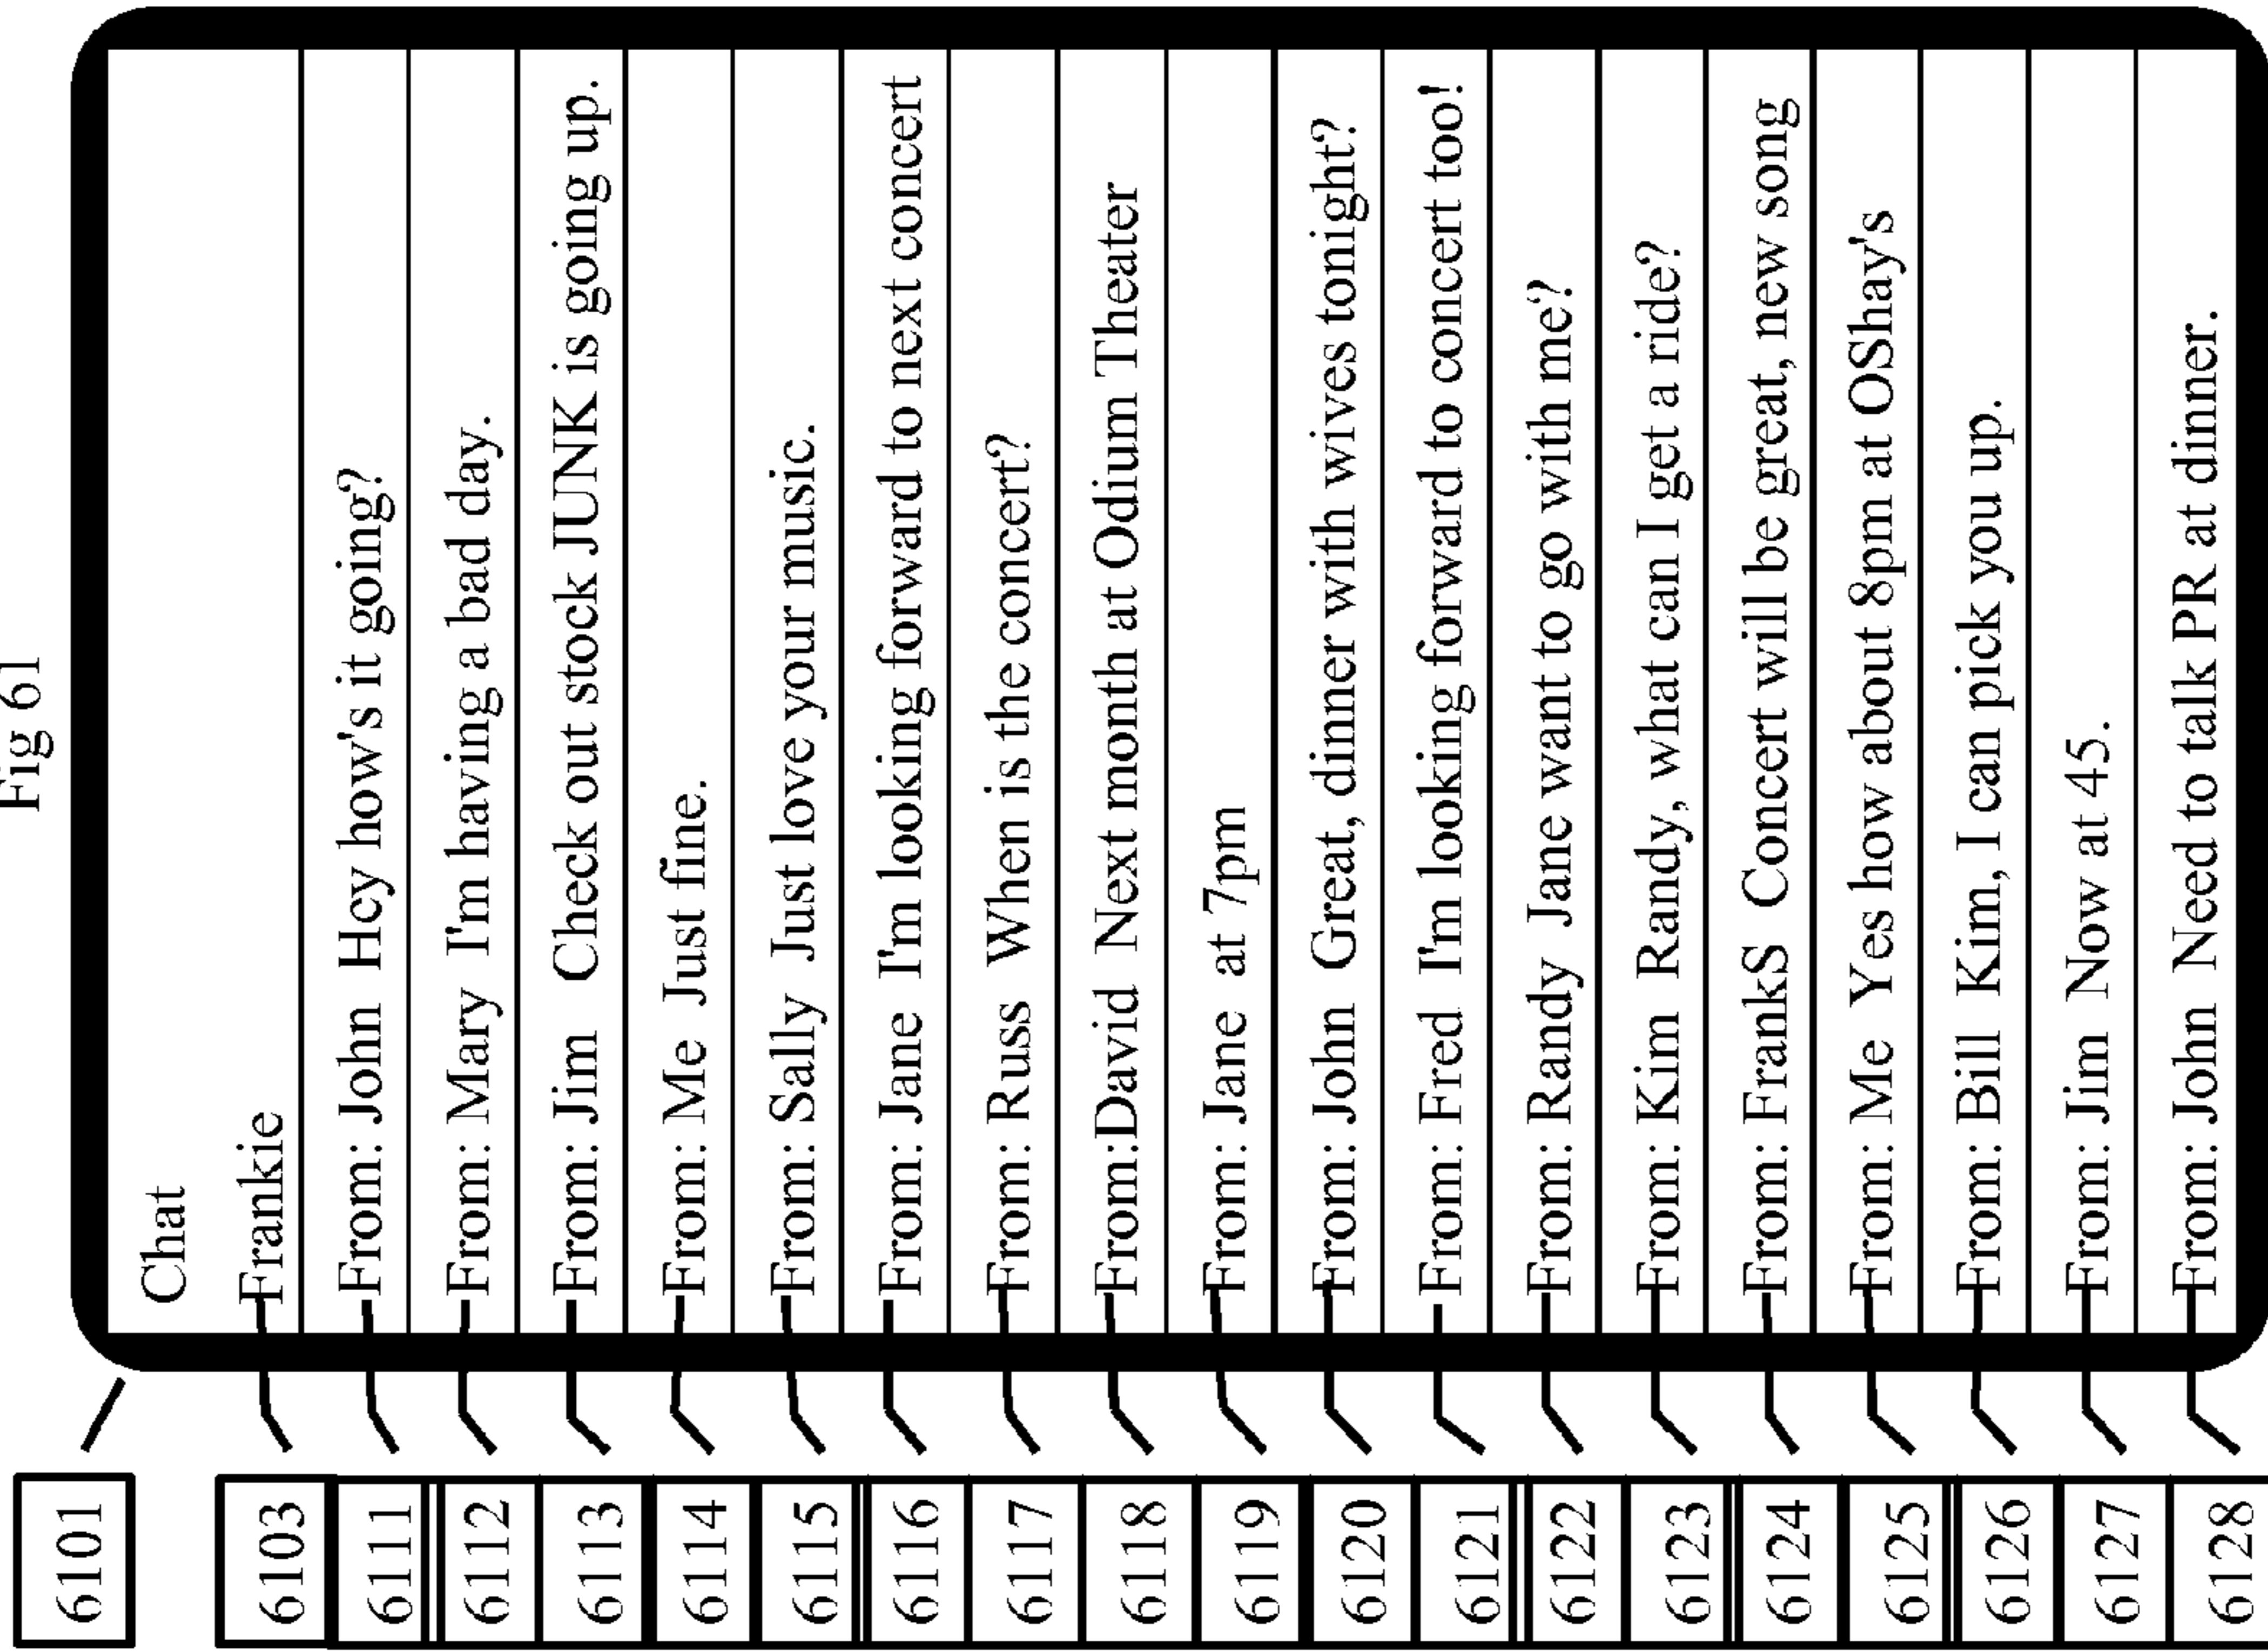 Fig 61
6101
Chat
6103 Frankie
6111 From: John Hey how's it going?
6112 From: Mary I'm having a bad day.
6113 From: Jim Check out stock JUNK is going up.
6114 From: Me Just fine.
6115 From: Sally Just love your music.
6116 From: Jane I'm looking forward to next concert
6117 From: Russ When is the concert?
6118 From:David Next month at Odium Theater
6119 From: Jane at 7pm
6120 From: John Great, dinner with wives tonight?
6121 From: Fred I'm looking forward to concert too!
6122 From: Randy Jane want to go with me?
6123 From: Kim Randy, what can I get a ride?
6124 From: FrankS Concert will be great, new song
6125 From: Me Yes how about 8pm at OShay's
6126 From: Bill Kim, I can pick you up.
6127 From: Jim Now at 45.
6128 From: John Need to talk PR at dinner.